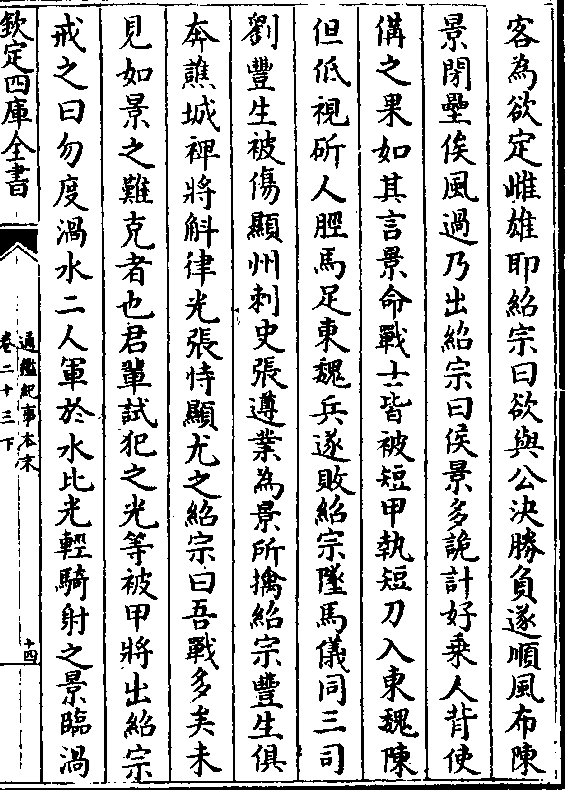 客為欲定雌雄耶紹宗曰欲與公決勝負遂順風布陳
景閉壘俟風過乃出紹宗曰侯景多詭計好乗人背使
備之果如其言景命戰士皆被短甲執短刀入東魏陳
但低視斫人脛馬足東魏兵遂敗紹宗墜馬儀同三司
劉豐生被傷顯州刺史張遵業為景所擒紹宗豐生俱
奔譙城裨將斛律光張恃顯尤之紹宗曰吾戰多矣未
見如景之難克者也君輩試犯之光等被甲將出紹宗
戒之曰勿度渦水二人軍於水北光輕騎射之景臨渦
欽定四庫全書
通鑑紀事本末
卷二十三下
十四